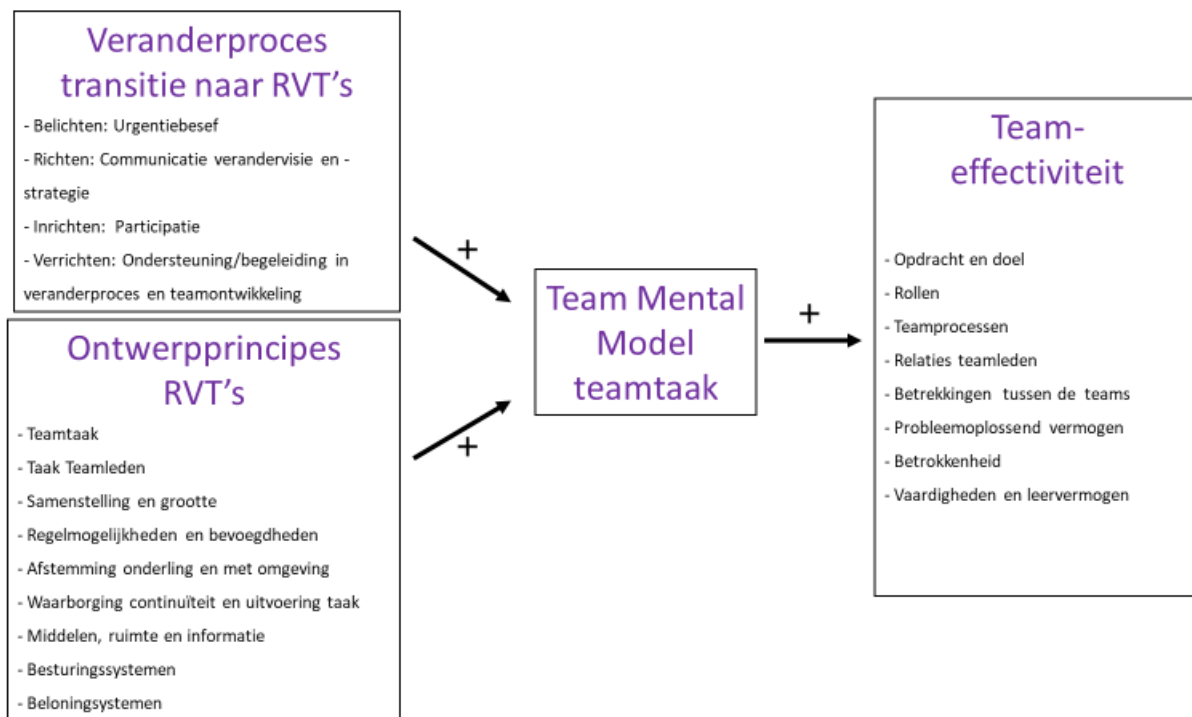 Veranderproces
transitie naar RVT's
- Belichten: Urgentiebesef
- Richten: Communicatie verandervisie en -
strategie
- Inrichten: Participatie
- Verrichten: Ondersteuning/begeleiding in
veranderproces en teamontwikkeling
Ontwerpprincipes
RVT's
- Teamtaak
- Taak Teamleden
- Samenstelling en grootte
- Regelmogelijkheden en bevoegdheden
- Afstemming onderling en met omgeving
- Waarborging continuïteit en uitvoering taak
- Middelen, ruimte en informatie
- Besturingssystemen
- Beloningsystemen
+
+
Team Mental
Model
teamtaak
+
Team-
effectiviteit
- Opdracht en doel
- Rollen
- Teamprocessen
- Relaties teamleden
- Betrekkingen tussen de teams
- Probleemoplossend vermogen
- Betrokkenheid
- Vaardigheden en leervermogen